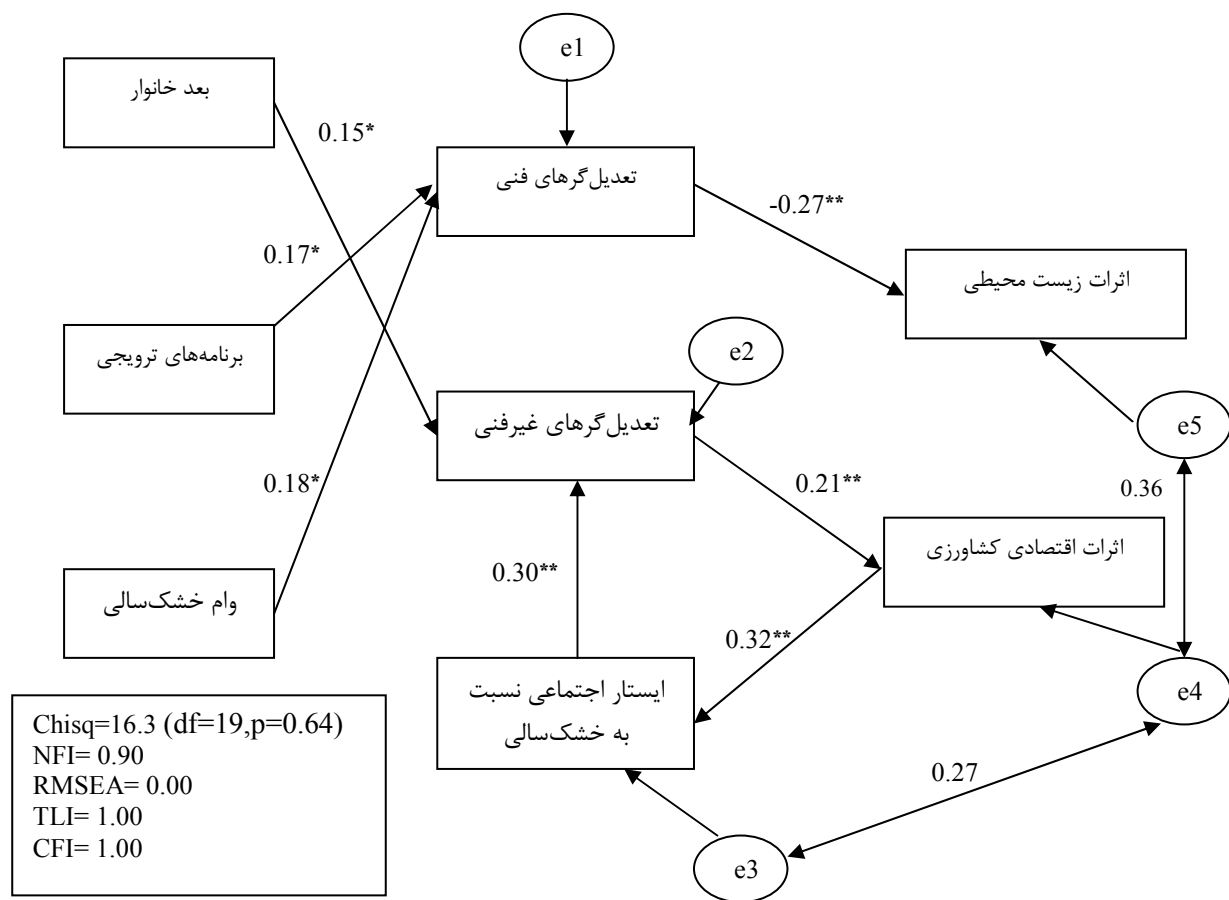 e1
بعد خانوار
0.15*
تعدیل‌گرهای فنی
-0.27**
0.17*
اثرات زیست محیطی
برنامه‌های ترویجی
e2
تعدیل‌گرهای غیرفنی
e5
0.18*
0.21**
0.36
اثرات اقتصادی کشاورزی
0.30**
وام خشک‌سالی
0.32**
ایستار اجتماعی نسبت
به خشک‌سالی
e4
Chisq=16.3 (df=19,p=0.64)
NFI= 0.90
RMSEA= 0.00
TLI= 1.00
CFI= 1.00
0.27
e3